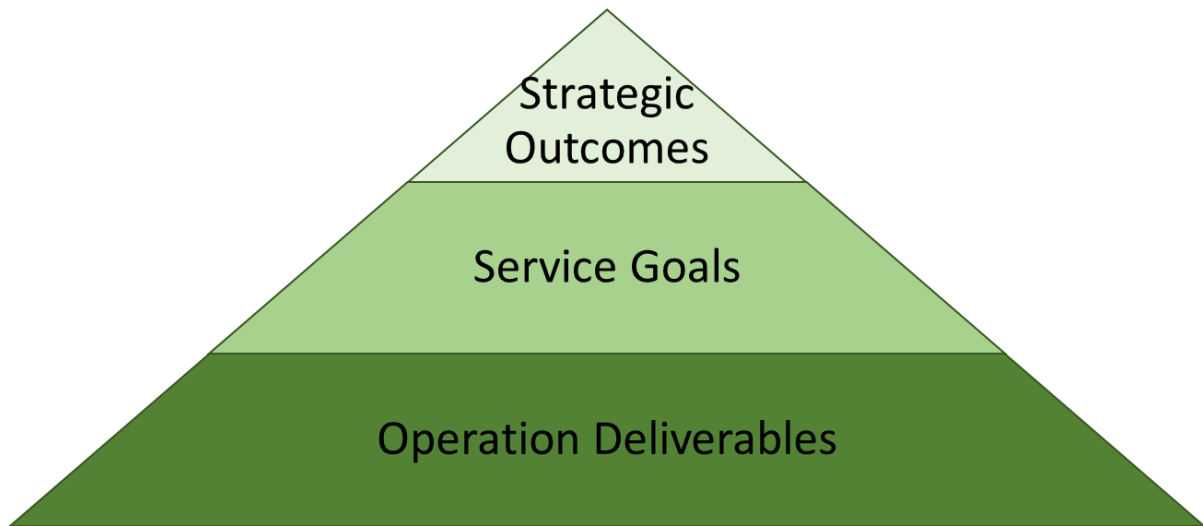 Strategic
Outcomes
Service Goals
Operation Deliverables